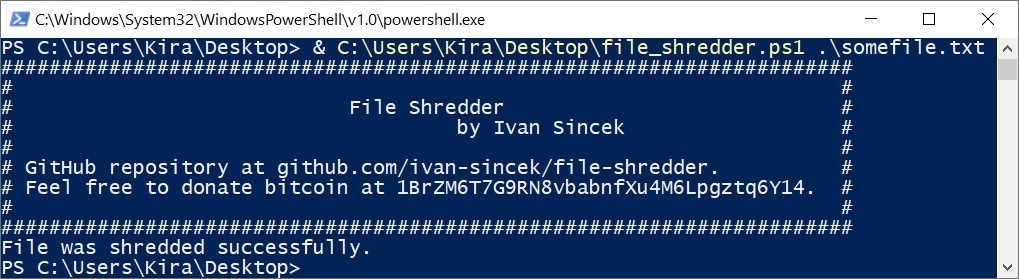 C:\Windows\System32\WindowsPowerShell\v1.0\powershell.exe
PS C:\Users\Kira\Desktop> & C:\Users\Kira\Desktop\file_shredder.ps1 .\somefile.txt
#######################################################################
#                                                                     #
#                            File Shredder                            #
#                                     by Ivan Sincek                  #
#                                                                     #
# GitHub repository at github.com/ivan-sincek/file-shredder.          #
# Feel free to donate bitcoin at 1BrZM6T7G9RN8vbabnfXu4M6Lpgztq6Y14.  #
#                                                                     #
#######################################################################
File was shredded successfully.
PS C:\Users\Kira\Desktop>